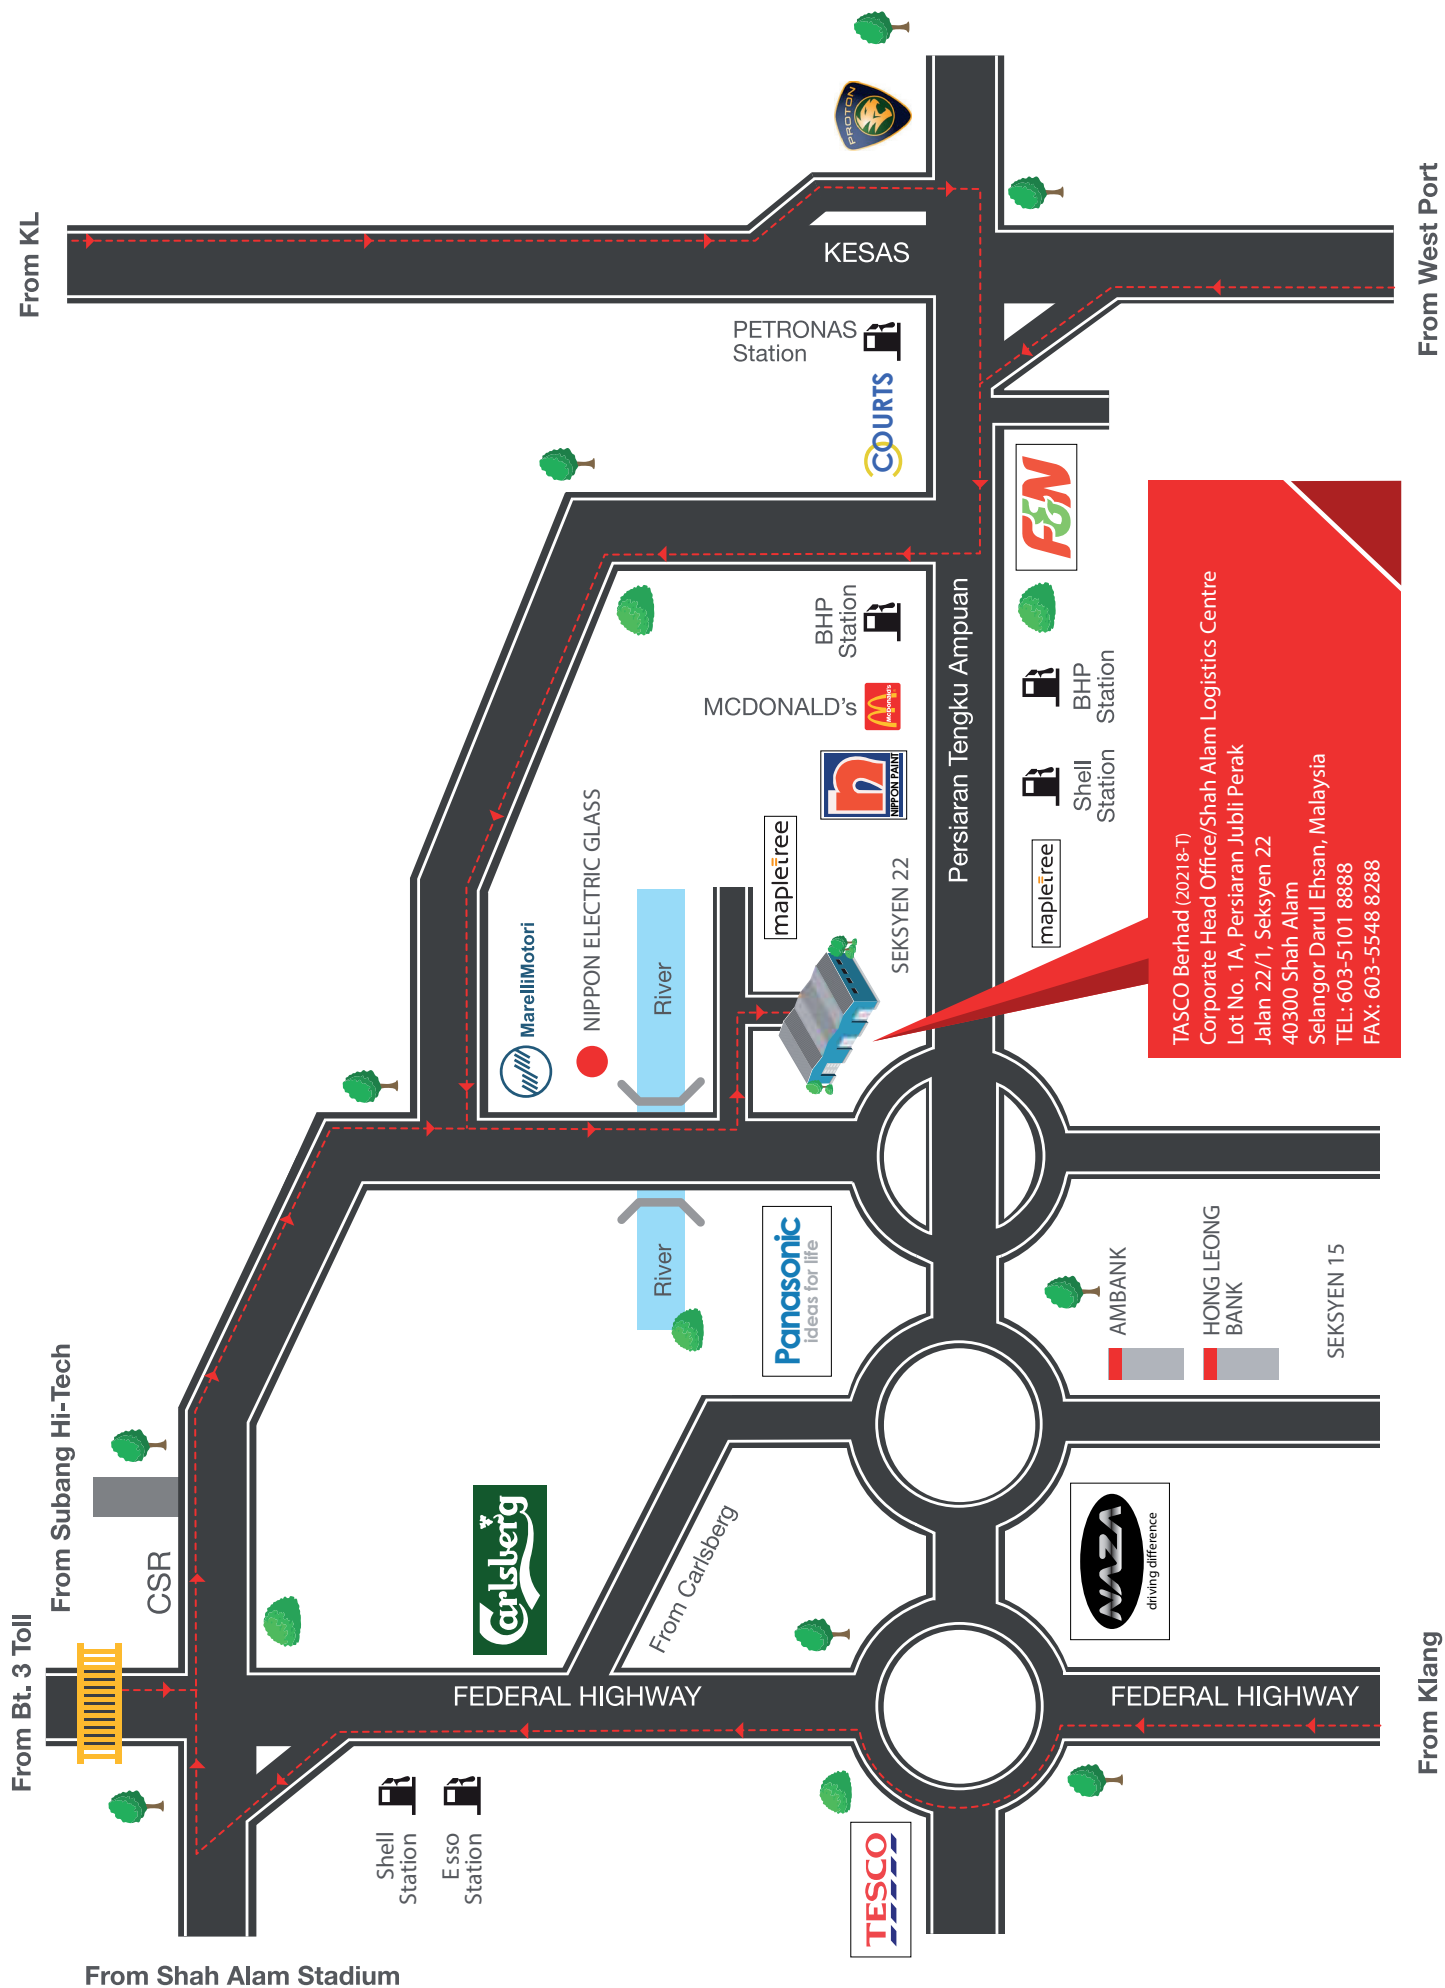 From KL
From West Port
PROTON
KESAS
PETRONAS
Station
COURTS
F&N
BHP
Station
MCDONALD's
McDonald's
NIPPON PAINT
mapletree
SEKSYEN 22
Persiaran Tengku Ampuan
BHP
Station
Shell
Station
mapletree
MarelliMotori
NIPPON ELECTRIC GLASS
River
River
TASCO Berhad (20218-T)
Corporate Head Office/Shah Alam Logistics Centre
Lot No. 1A, Persiaran Jubli Perak
Jalan 22/1, Seksyen 22
40300 Shah Alam
Selangor Darul Ehsan, Malaysia
TEL: 603-5101 8888
FAX: 603-5548 8288
Panasonic
ideas for life
AMBANK
HONG LEONG
BANK
SEKSYEN 15
From Subang Hi-Tech
CSR
From Bt. 3 Toll
Carlsberg
From Carlsberg
NAZA
driving difference
FEDERAL HIGHWAY
FEDERAL HIGHWAY
From Klang
Shell
Station
Esso
Station
TESCO
From Shah Alam Stadium